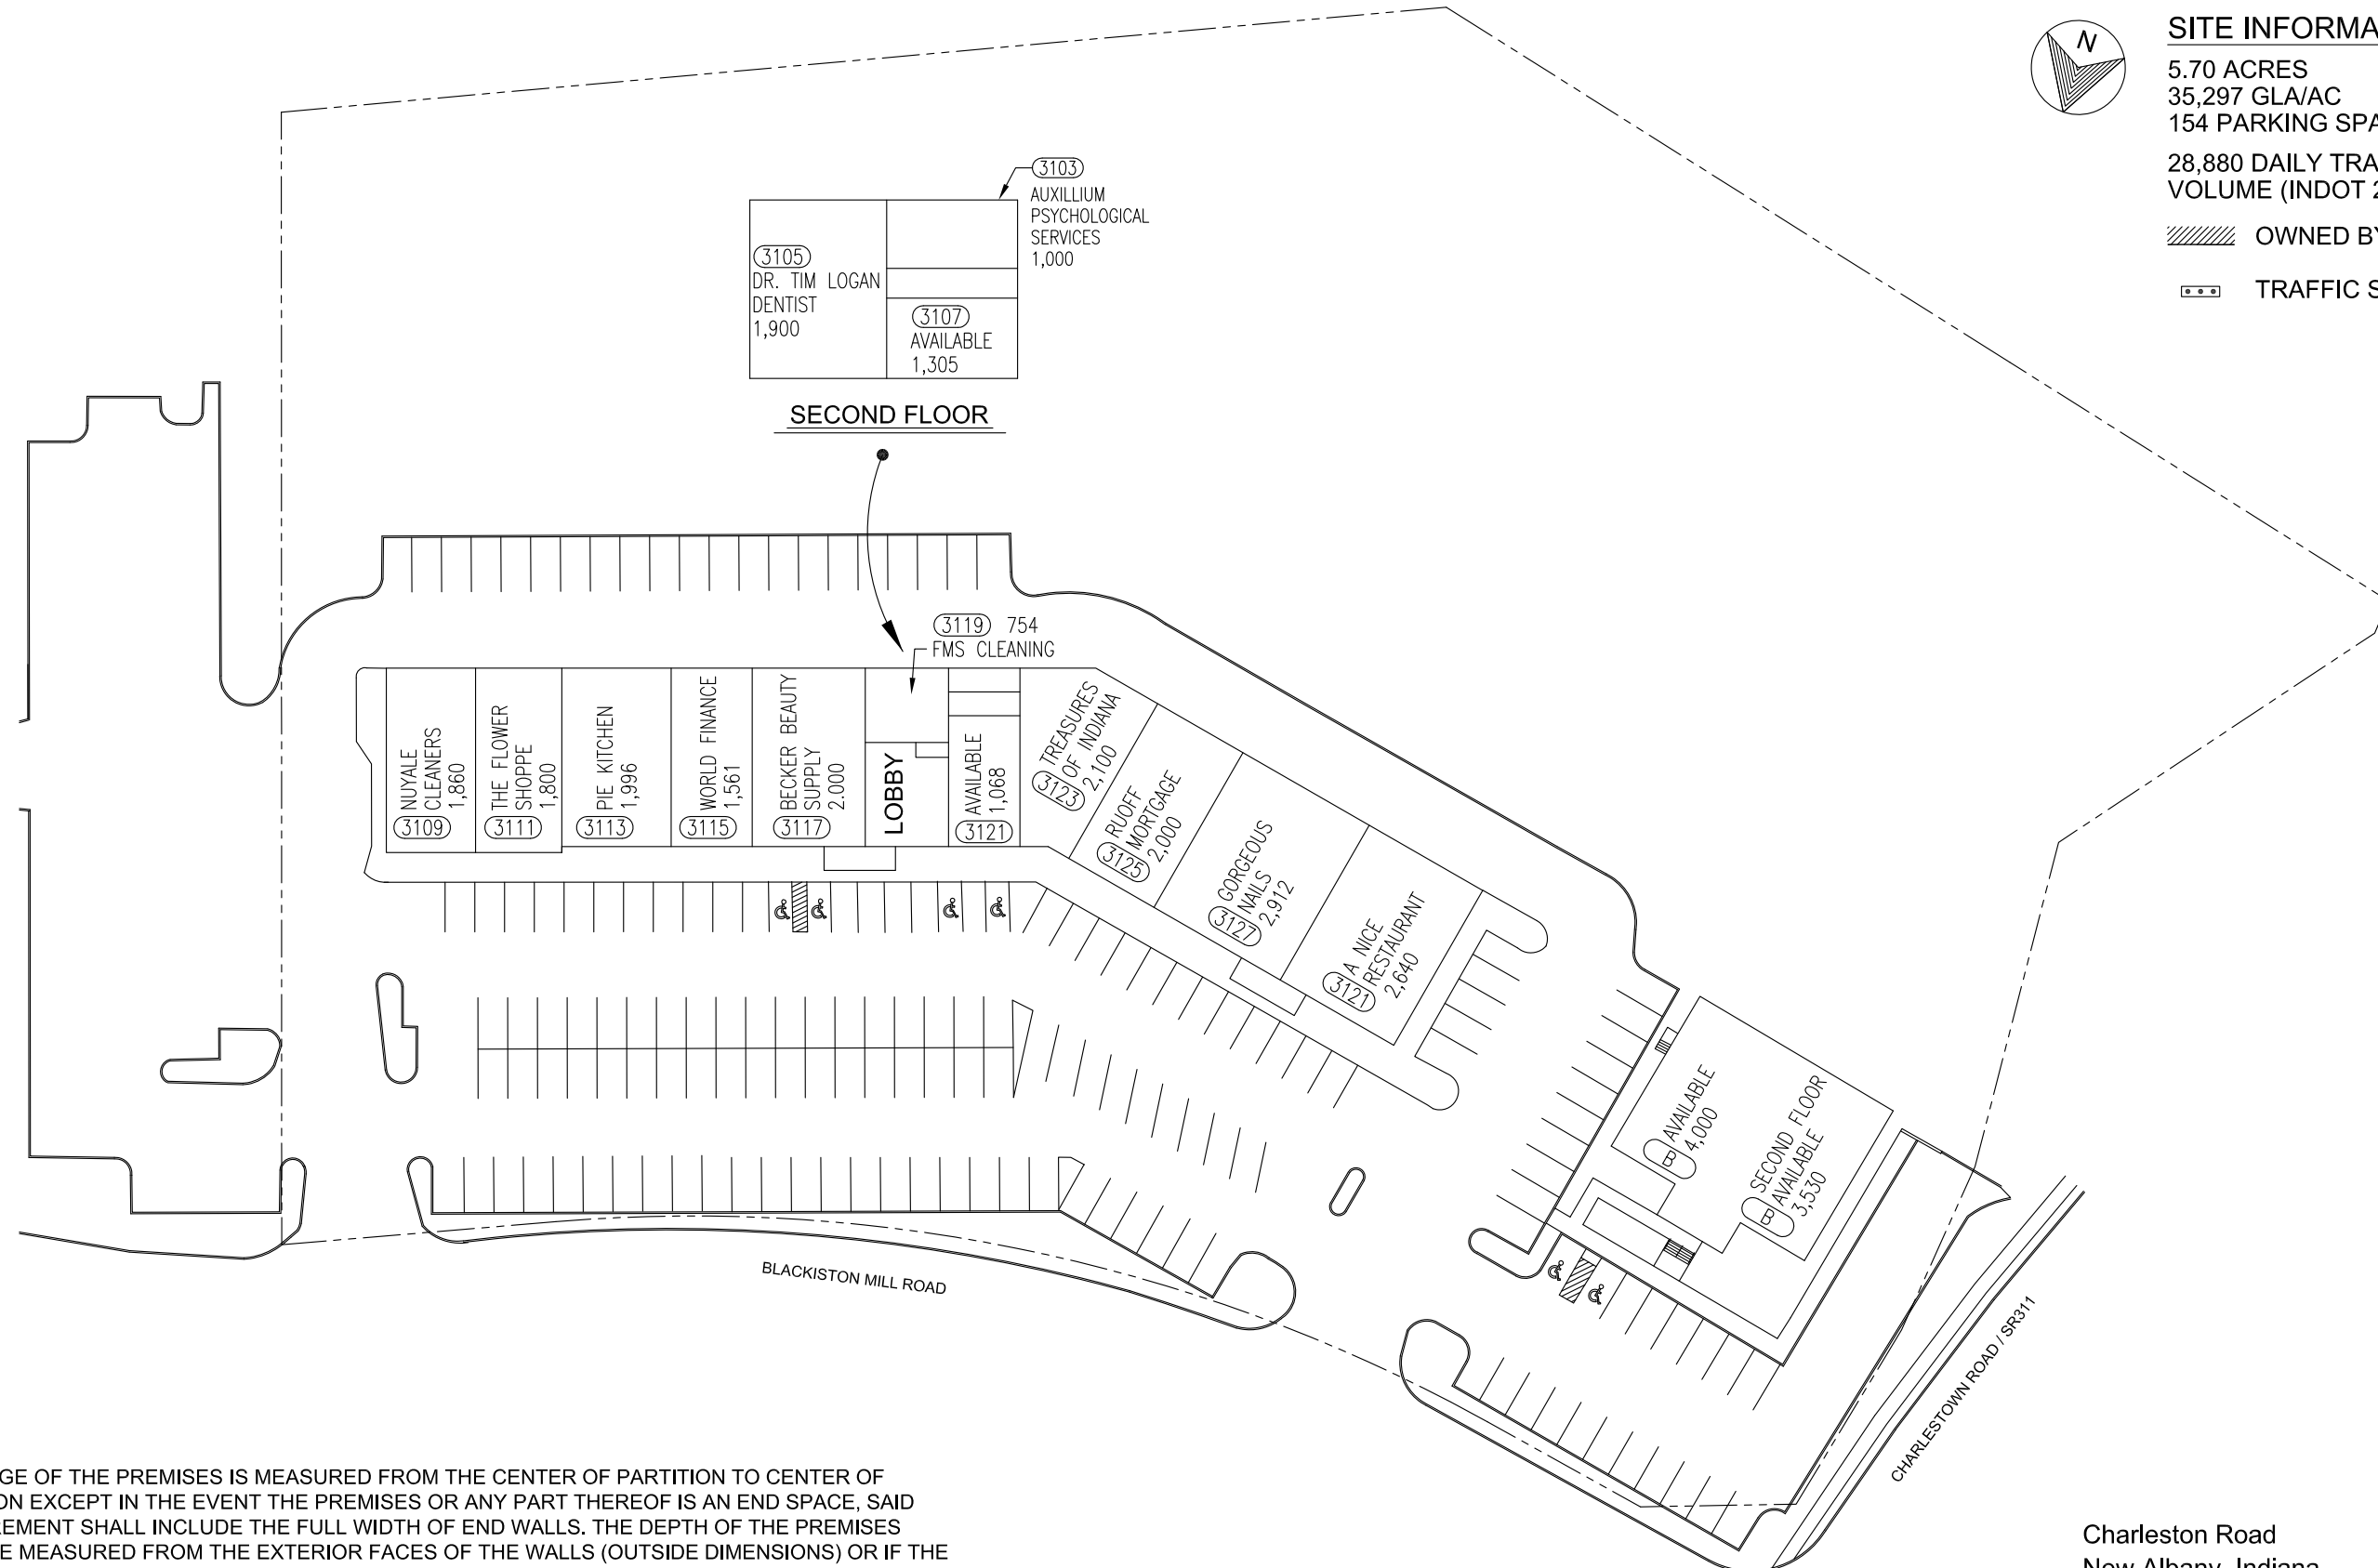 N
SITE INFORMA
5.70 ACRES
35,297 GLA/AC
154 PARKING SPA
28,880 DAILY TRA
VOLUME (INDOT 2
OWNED BY
TRAFFIC S
3103
AUXILLIUM
PSYCHOLOGICAL
SERVICES
1,000
3105
DR. TIM LOGAN
DENTIST
1,900
3107
AVAILABLE
1,305
SECOND FLOOR
3119 754
FMS CLEANING
NUYALE
CLEANERS
1,860
3109
THE FLOWER
SHOPPE
1,800
3111
PIE KITCHEN
1,996
3113
WORLD FINANCE
1,561
3115
BECKER BEAUTY
SUPPLY
2.000
3117
LOBBY
AVAILABLE
1,068
3121
TREASURES
OF INDIANA
2,100
3123
RUOFF
MORTGAGE
2,000
3125
GORGEOUS
NAILS
2,912
3127
A NICE
RESTAURANT
2,640
3121
AVAILABLE
4,000
B
SECOND FLOOR
AVAILABLE
3,530
B
BLACKISTON MILL ROAD
CHARLESTOWN ROAD / SR311
GE OF THE PREMISES IS MEASURED FROM THE CENTER OF PARTITION TO CENTER OF
ON EXCEPT IN THE EVENT THE PREMISES OR ANY PART THEREOF IS AN END SPACE, SAID
EMENT SHALL INCLUDE THE FULL WIDTH OF END WALLS. THE DEPTH OF THE PREMISES
E MEASURED FROM THE EXTERIOR FACES OF THE WALLS (OUTSIDE DIMENSIONS) OR IF THE
Charleston Road
New Albany, Indiana